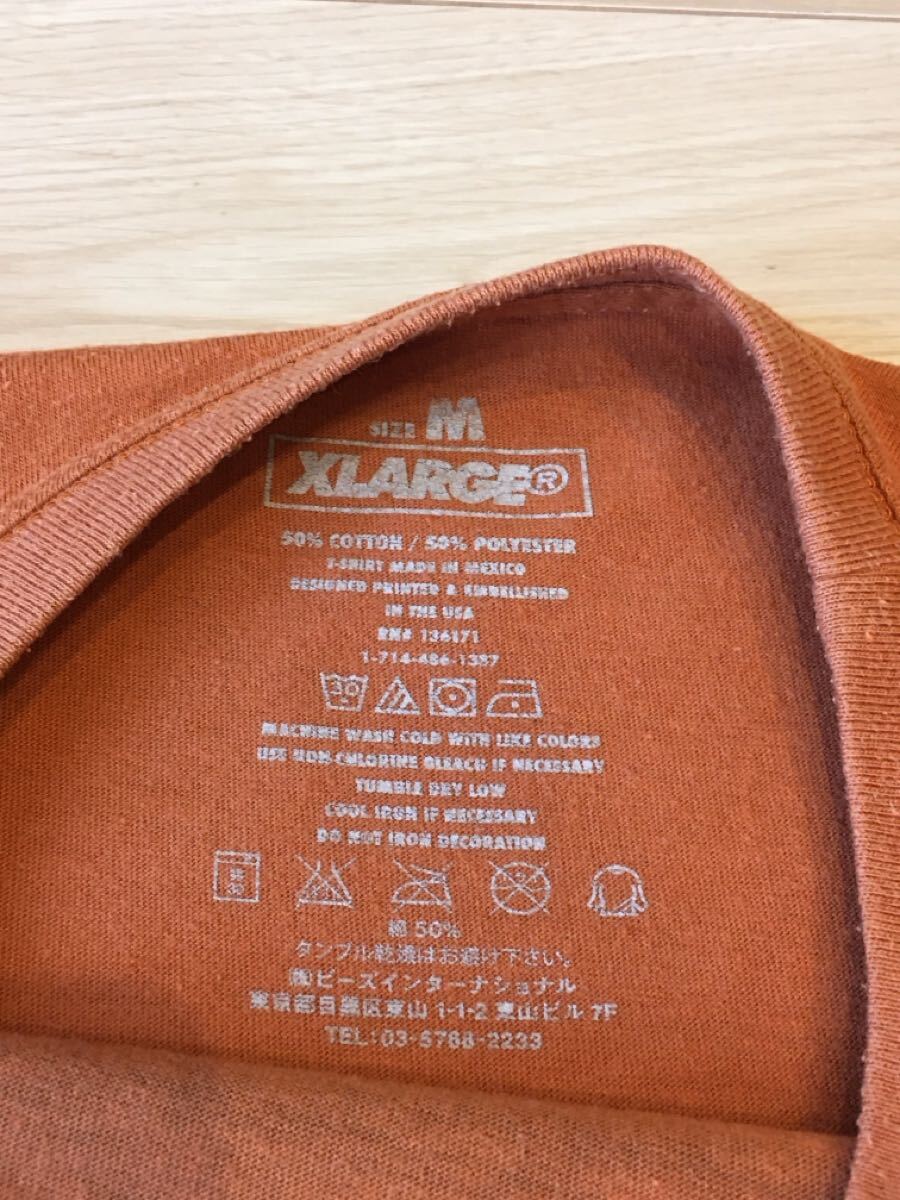 SIZE M
XLARGE®
50% COTTON / 50% POLYESTER
T-SHIRT MADE IN MEXICO
DESIGNED PRINTED & EMBELLISHED
IN THE USA
RN# 136171
1-714-486-1337
30
MACHINE WASH COLD WITH LIKE COLORS
USE NON-CHLORINE BLEACH IF NECESSARY
TUMBLE DRY LOW
COOL IRON IF NECESSARY
DO NOT IRON DECORATION
綿 50%
タンブル乾燥はお避け下さい。
㈱ビーズインターナショナル
東京都目黒区東山 1-1-2 東山ビル 7F
TEL:03-5768-2233